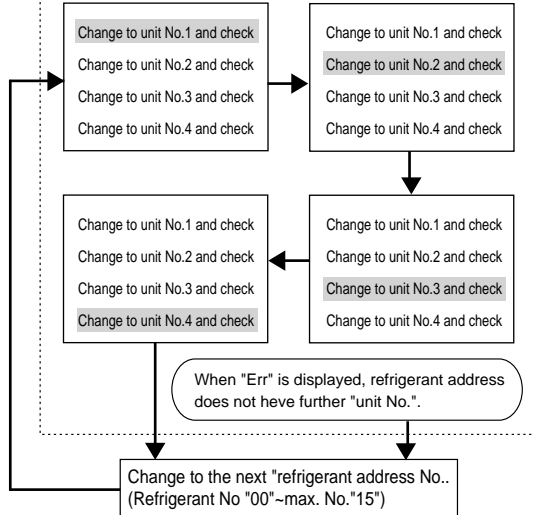 Change to unit No.1 and check
Change to unit No.2 and check
Change to unit No.3 and check
Change to unit No.4 and check
Change to unit No.1 and check
Change to unit No.2 and check
Change to unit No.3 and check
Change to unit No.4 and check
Change to unit No.1 and check
Change to unit No.2 and check
Change to unit No.3 and check
Change to unit No.4 and check
Change to unit No.1 and check
Change to unit No.2 and check
Change to unit No.3 and check
Change to unit No.4 and check
When "Err" is displayed, refrigerant address
does not heve further "unit No.".
Change to the next "refrigerant address No..
(Refrigerant No "00"~max. No."15")